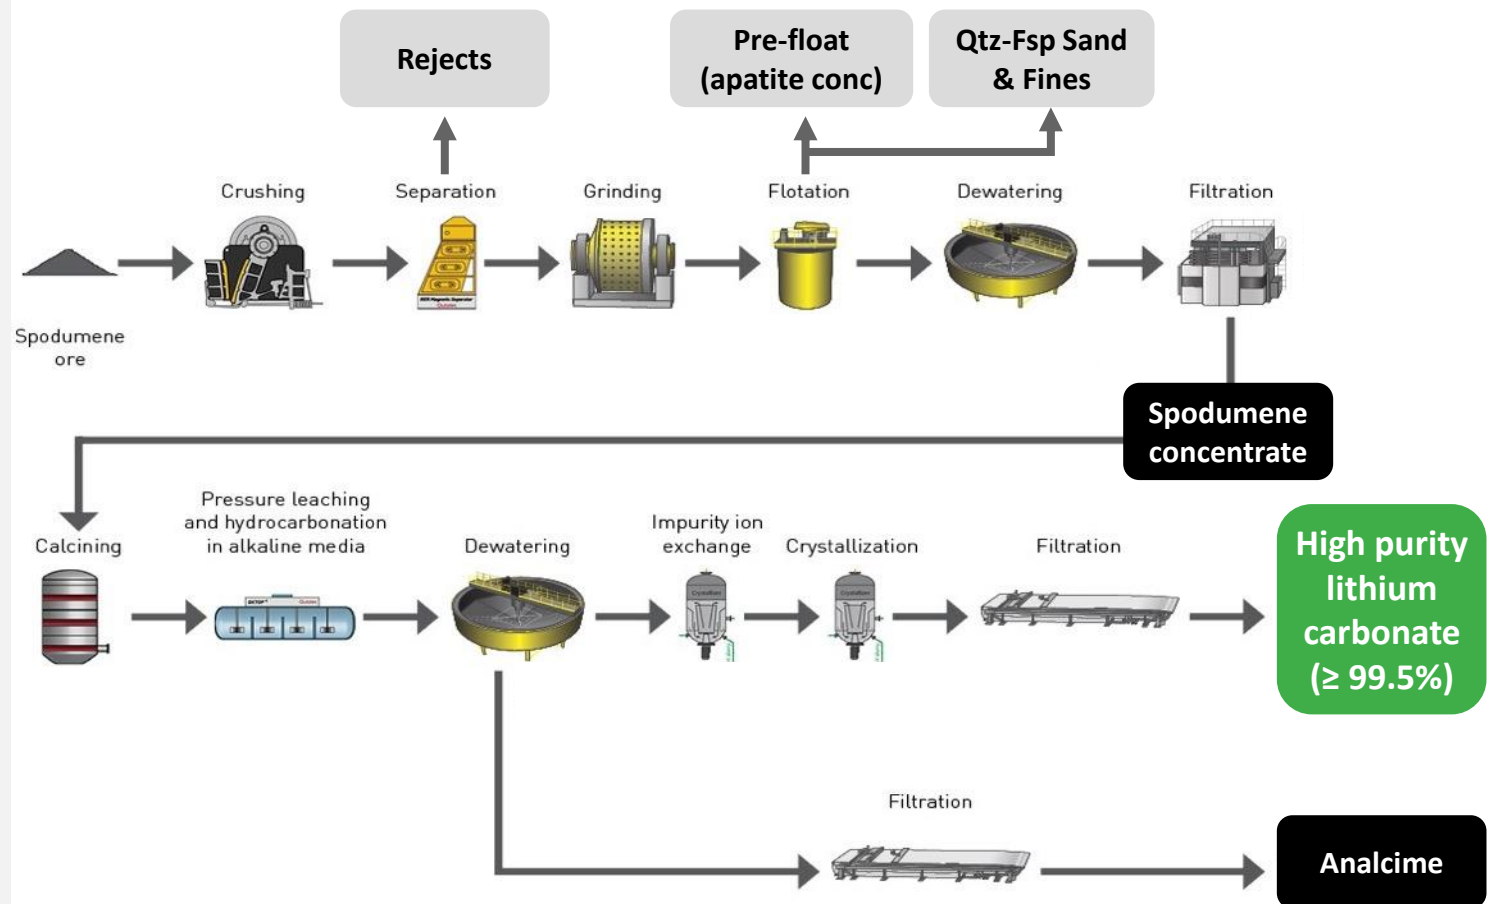 Rejects
Pre-float
(apatite conc)
Qtz-Fsp Sand
& Fines
Crushing
Separation
Grinding
Flotation
Dewatering
Filtration
Spodumene
ore
Spodumene
concentrate
Calcining
Pressure leaching
and hydrocarbonation
in alkaline media
Dewatering
Impurity ion
exchange
Crystallization
Filtration
High purity
lithium
carbonate
(≥ 99.5%)
Filtration
Analcime